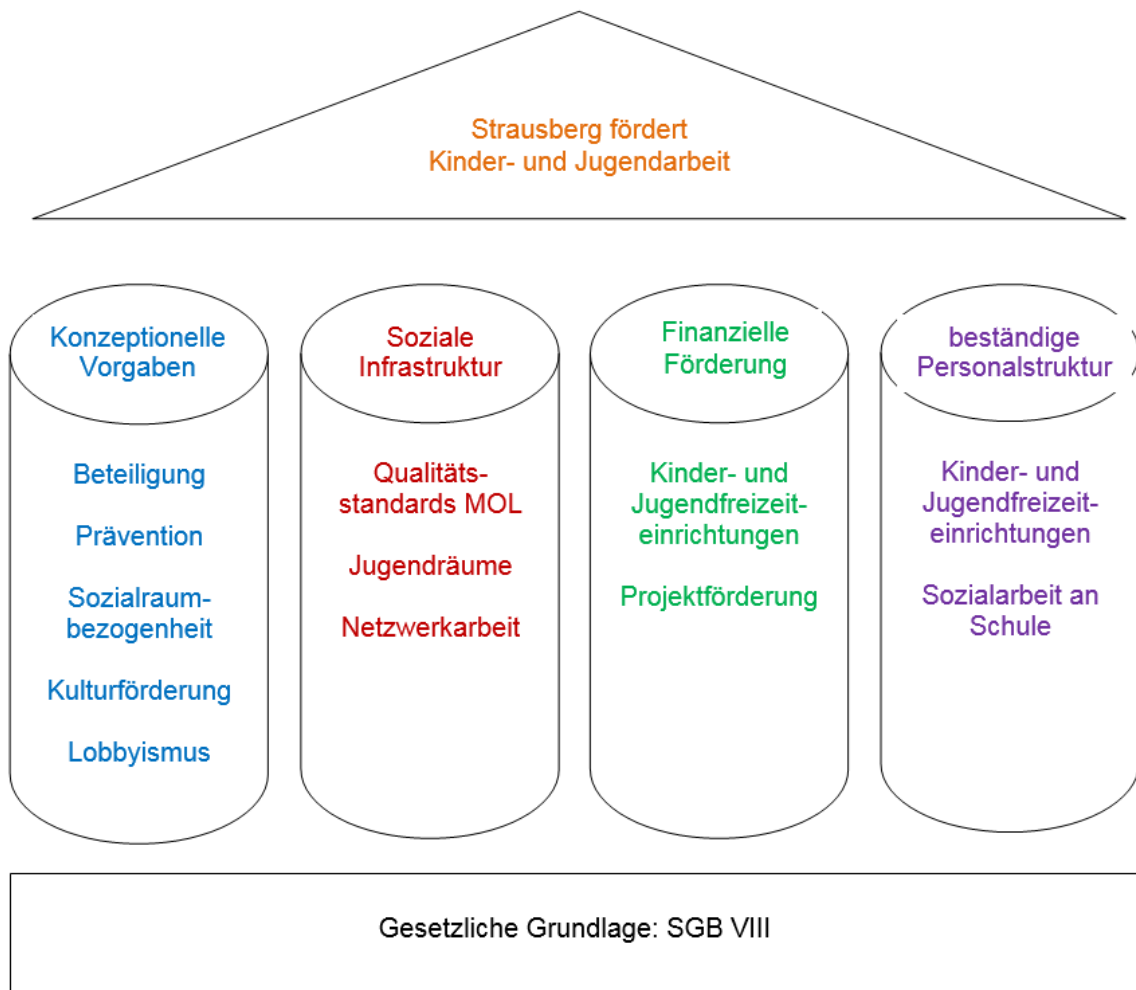 Strausberg fördert
Kinder- und Jugendarbeit
Konzeptionelle
Vorgaben
Beteiligung
Prävention
Sozialraum-
bezogenheit
Kulturförderung
Lobbyismus
Soziale
Infrastruktur
Qualitäts-
standards MOL
Jugendräume
Netzwerkarbeit
Finanzielle
Förderung
Kinder- und
Jugendfreizeit-
einrichtungen
Projektförderung
beständige
Personalstruktur
Kinder- und
Jugendfreizeit-
einrichtungen
Sozialarbeit an
Schule
Gesetzliche Grundlage: SGB VIII